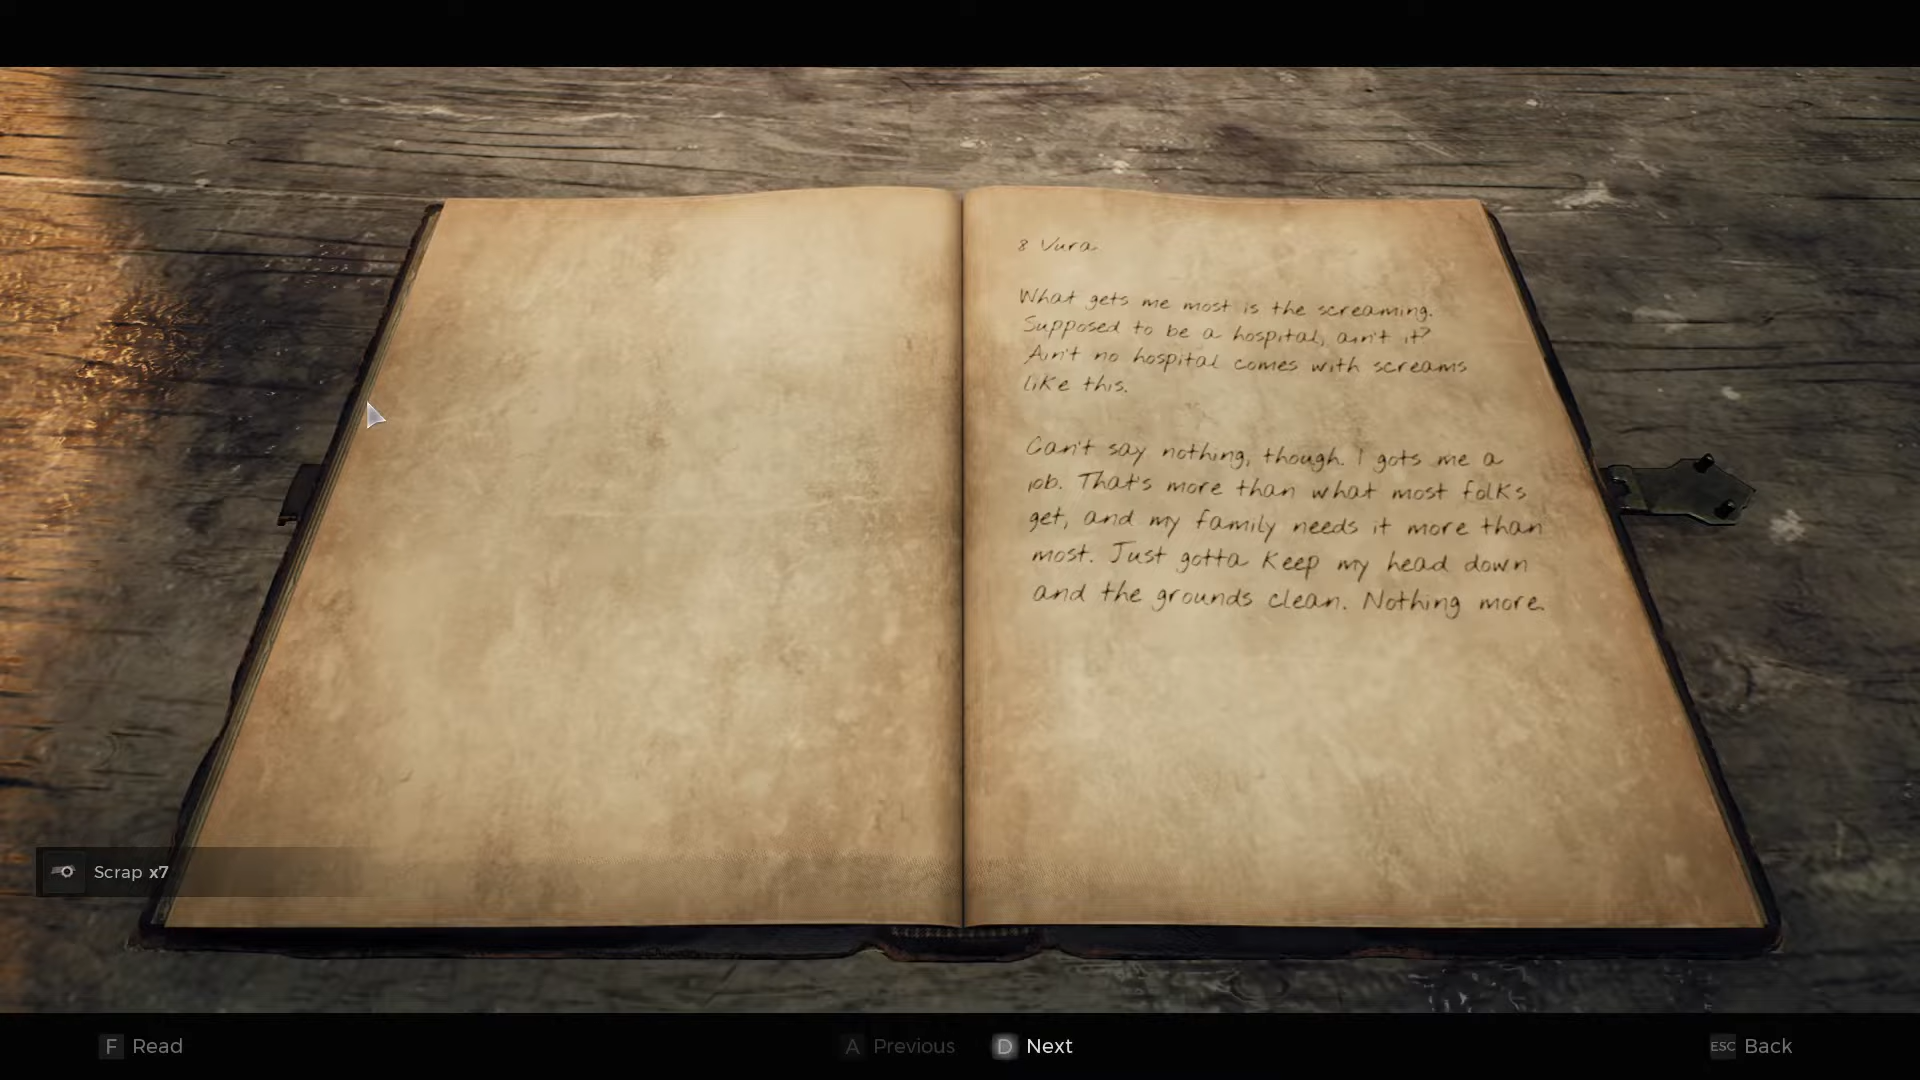 8 Vura.
What gets me most is the screaming.
Supposed to be a hospital, ain't it?
Ain't no hospital comes with screams
like this.
Can't say nothing, though. I gots me a
job. That's more than what most folks
get, and my family needs it more than
most. Just gotta keep my head down
and the grounds clean. Nothing more.
Scrap x7
F Read
A Previous
D Next
ESC Back